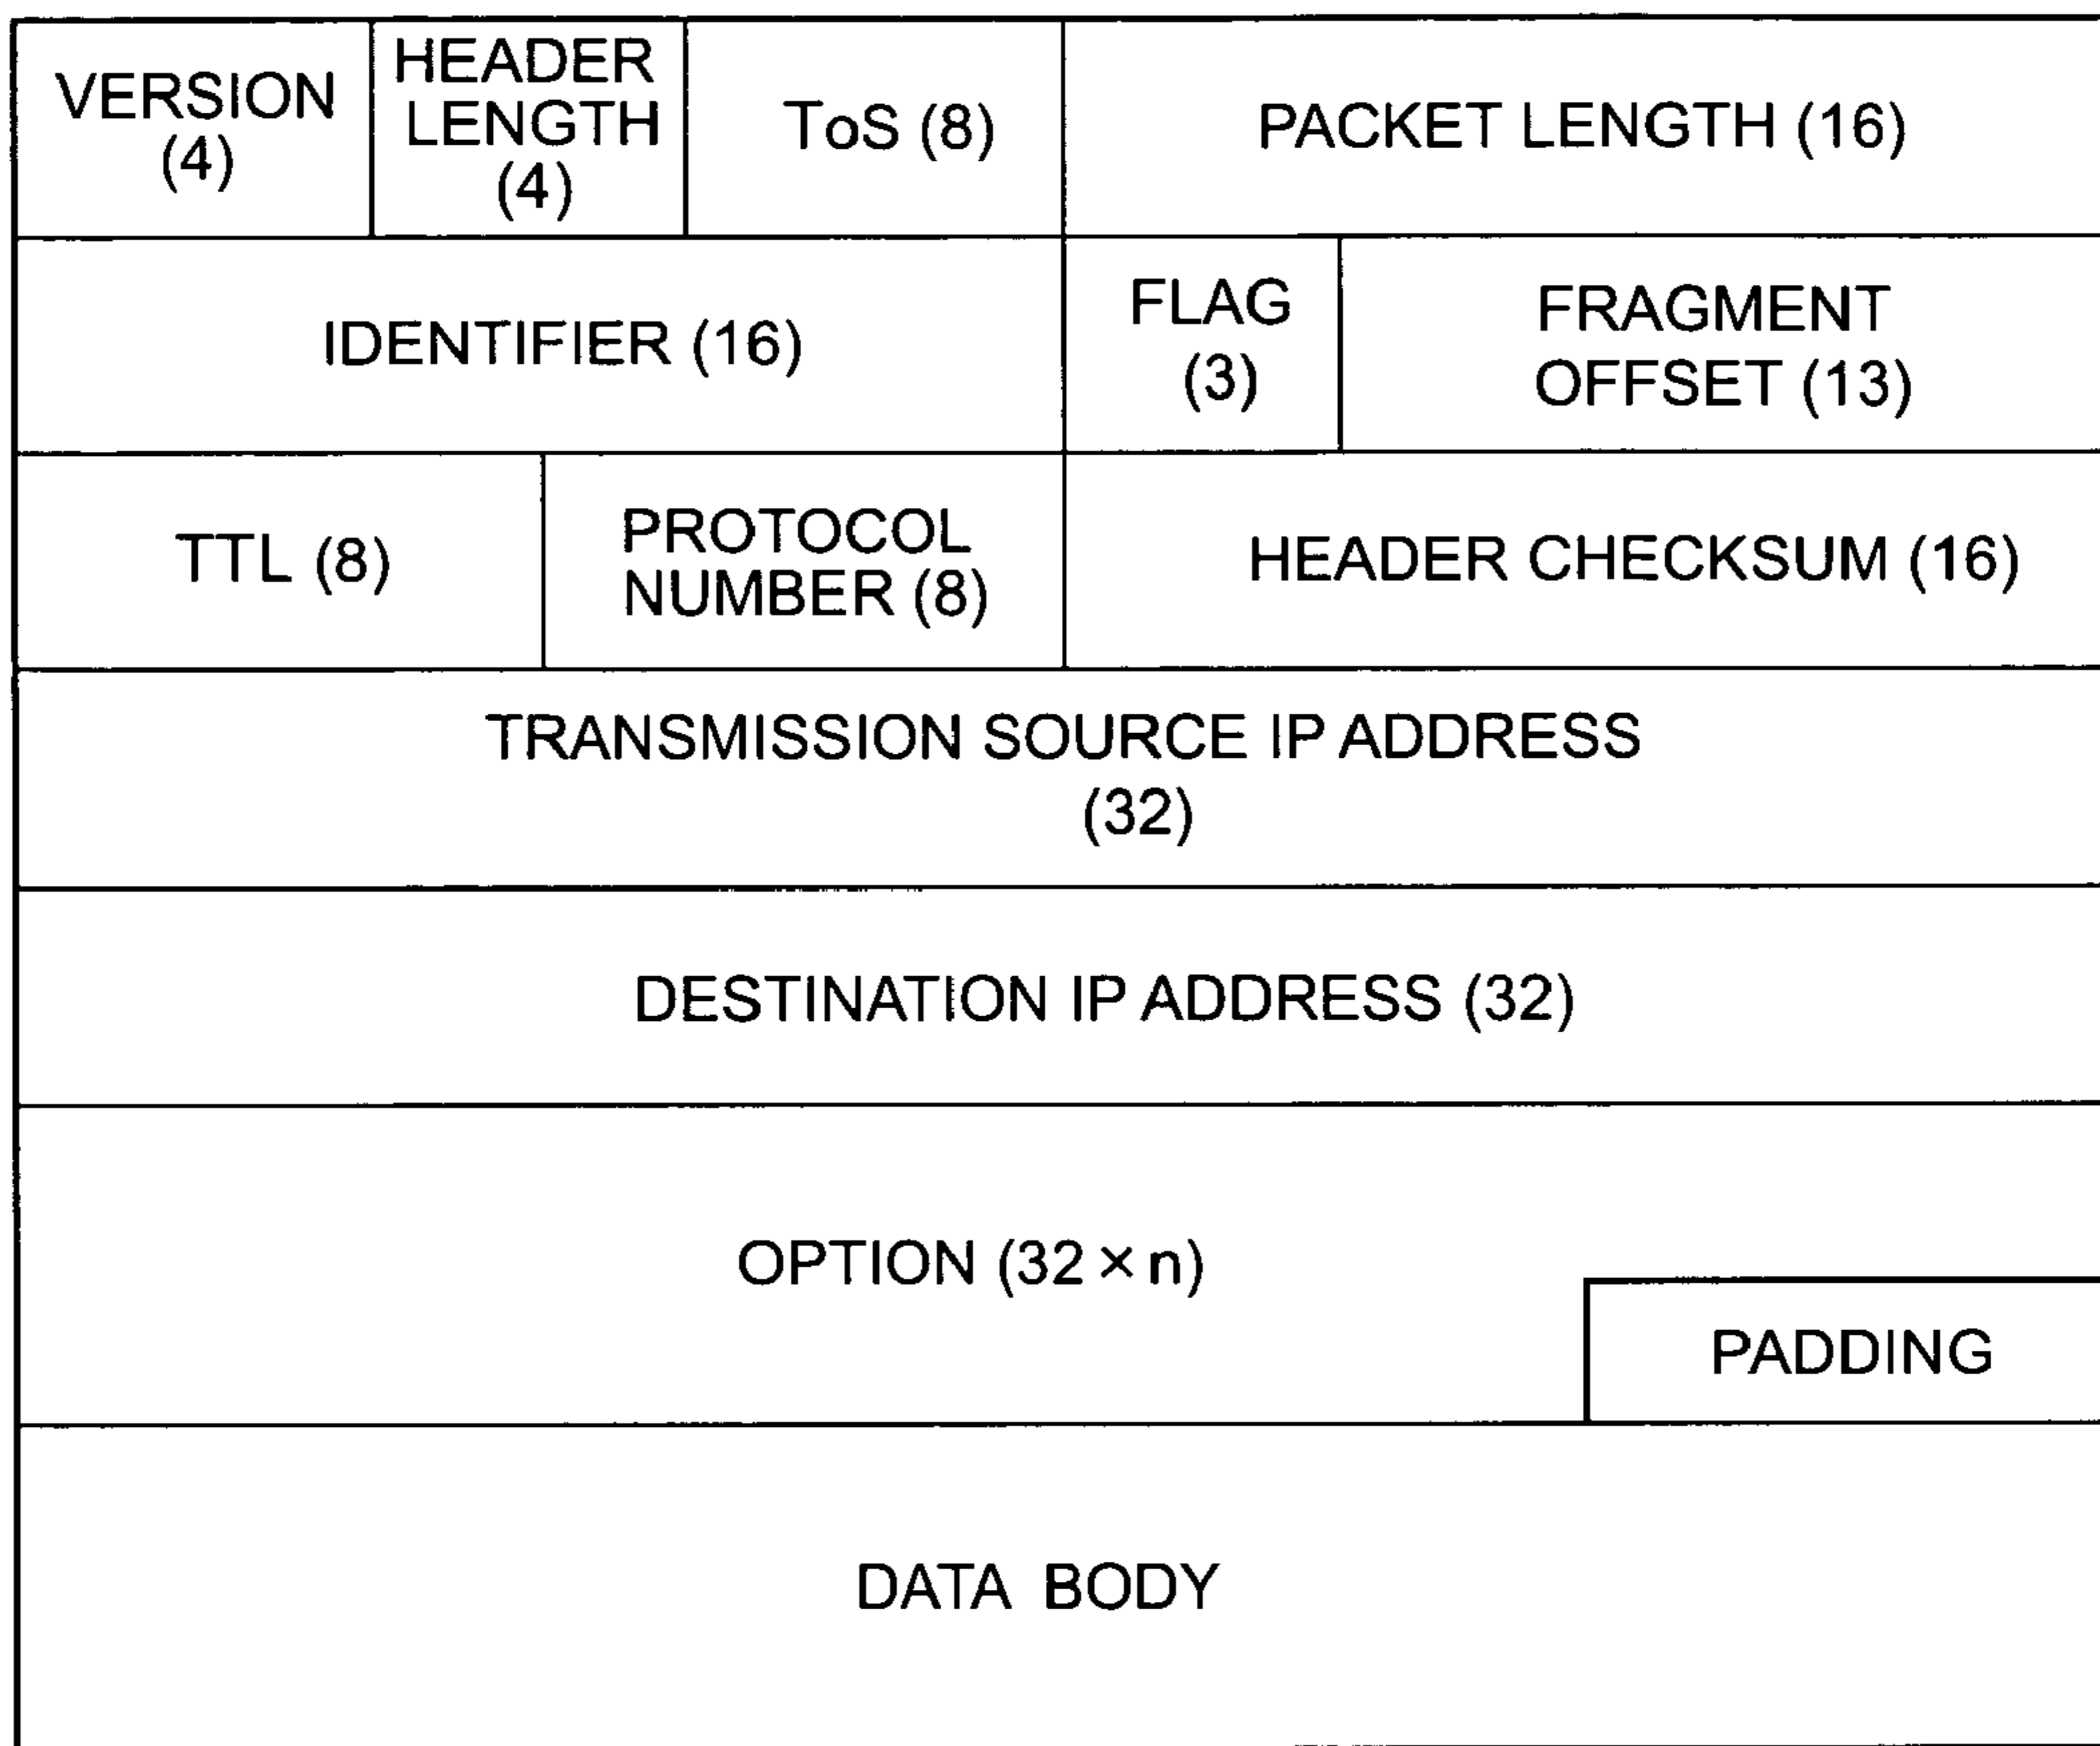 VERSION
(4)
HEADER
LENGTH
(4)
ToS (8)
PACKET LENGTH (16)
IDENTIFIER (16)
FLAG
(3)
FRAGMENT
OFFSET (13)
TTL (8)
PROTOCOL
NUMBER (8)
HEADER CHECKSUM (16)
TRANSMISSION SOURCE IP ADDRESS
(32)
DESTINATION IP ADDRESS (32)
OPTION (32 × n)
PADDING
DATA BODY